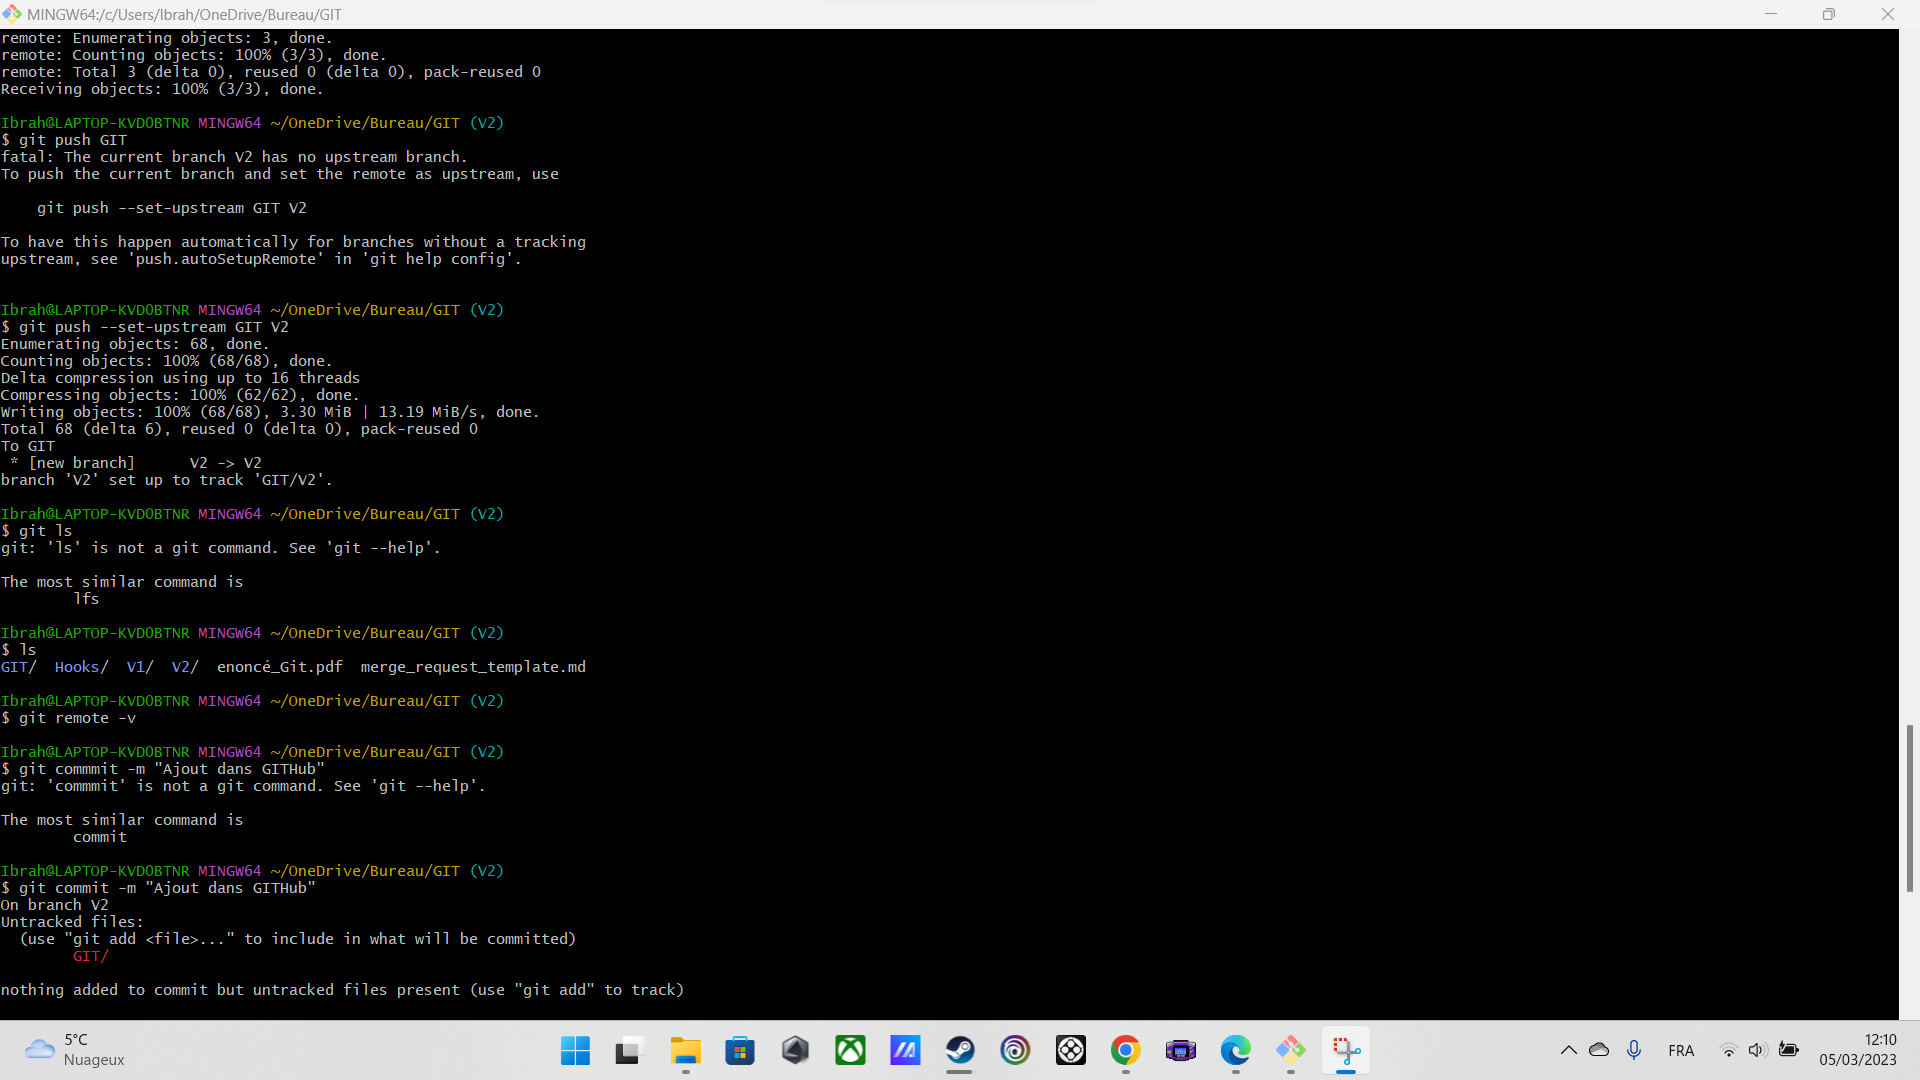 MINGW64:/c/Users/Ibrah/OneDrive/Bureau/GIT
remote: Enumerating objects: 3, done.
remote: Counting objects: 100% (3/3), done.
remote: Total 3 (delta 0), reused 0 (delta 0), pack-reused 0
Receiving objects: 100% (3/3), done.
Ibrah@LAPTOP-KVD0BTNR MINGW64 ~/OneDrive/Bureau/GIT (V2)
$ git push GIT
fatal: The current branch V2 has no upstream branch.
To push the current branch and set the remote as upstream, use
git push --set-upstream GIT V2
To have this happen automatically for branches without a tracking
upstream, see 'push.autoSetupRemote' in 'git help config'.
Ibrah@LAPTOP-KVD0BTNR MINGW64 ~/OneDrive/Bureau/GIT (V2)
$ git push --set-upstream GIT V2
Enumerating objects: 68, done.
Counting objects: 100% (68/68), done.
Delta compression using up to 16 threads
Compressing objects: 100% (62/62), done.
Writing objects: 100% (68/68), 3.30 MiB | 13.19 MiB/s, done.
Total 68 (delta 6), reused 0 (delta 0), pack-reused 0
To GIT
* [new branch]      V2 -> V2
branch 'V2' set up to track 'GIT/V2'.
Ibrah@LAPTOP-KVD0BTNR MINGW64 ~/OneDrive/Bureau/GIT (V2)
$ git ls
git: 'ls' is not a git command. See 'git --help'.
The most similar command is
lfs
Ibrah@LAPTOP-KVD0BTNR MINGW64 ~/OneDrive/Bureau/GIT (V2)
$ ls
GIT/  Hooks/  V1/  V2/  enoncé_Git.pdf  merge_request_template.md
Ibrah@LAPTOP-KVD0BTNR MINGW64 ~/OneDrive/Bureau/GIT (V2)
$ git remote -v
Ibrah@LAPTOP-KVD0BTNR MINGW64 ~/OneDrive/Bureau/GIT (V2)
$ git commmit -m "Ajout dans GITHub"
git: 'commmit' is not a git command. See 'git --help'.
The most similar command is
commit
Ibrah@LAPTOP-KVD0BTNR MINGW64 ~/OneDrive/Bureau/GIT (V2)
$ git commit -m "Ajout dans GITHub"
On branch V2
Untracked files:
(use "git add <file>..." to include in what will be committed)
GIT/
nothing added to commit but untracked files present (use "git add" to track)
5°C
Nuageux
FRA
12:10
05/03/2023